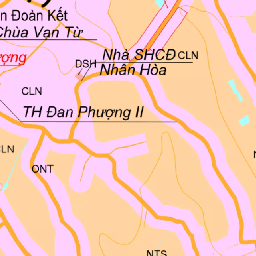 n Đoàn Kết
Chùa Vạn Từ
ượng
Nhà SHCĐ CLN
DSH
Nhân Hòa
CLN
TH Đan Phượng II
CLN
ONT
NTS